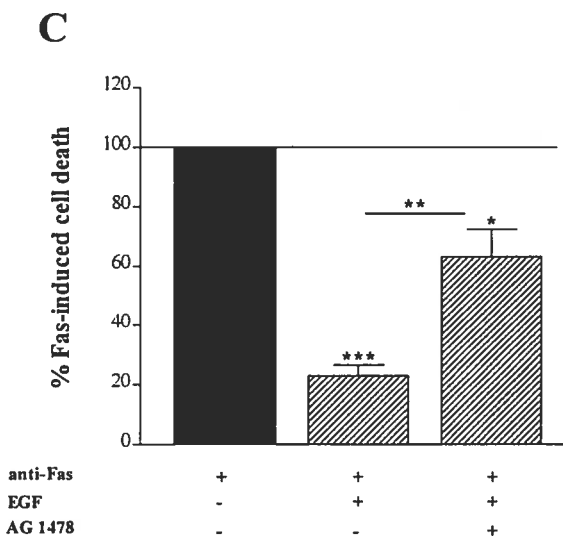 C
120
100
80
60
40
20
0
% Fas-induced cell death
***
**
*
anti-Fas + + +
EGF - + +
AG 1478 - - +